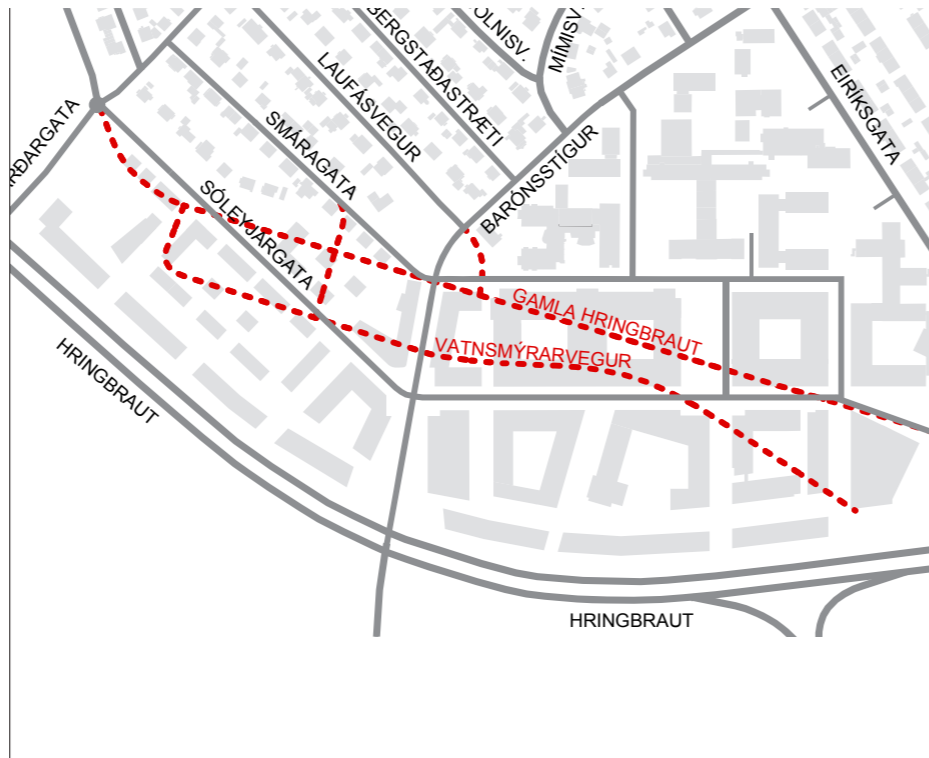 MÍMISV.
BERGSTAÐASTRÆTI
LAUFÁSVEGUR
EIRÍKSGATA
SMÁRAGATA
BARÓNSSTÍGUR
SÓLEYJARGATA
GAMLA HRINGBRAUT
VATNSMÝRARVEGUR
HRINGBRAUT
HRINGBRAUT